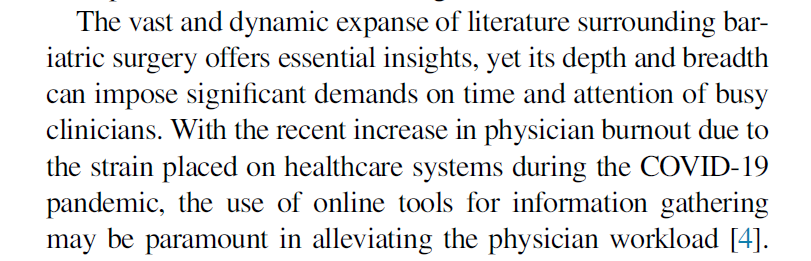 The vast and dynamic expanse of literature surrounding bar-
iatric surgery offers essential insights, yet its depth and breadth
can impose significant demands on time and attention of busy
clinicians. With the recent increase in physician burnout due to
the strain placed on healthcare systems during the COVID-19
pandemic, the use of online tools for information gathering
may be paramount in alleviating the physician workload [4].